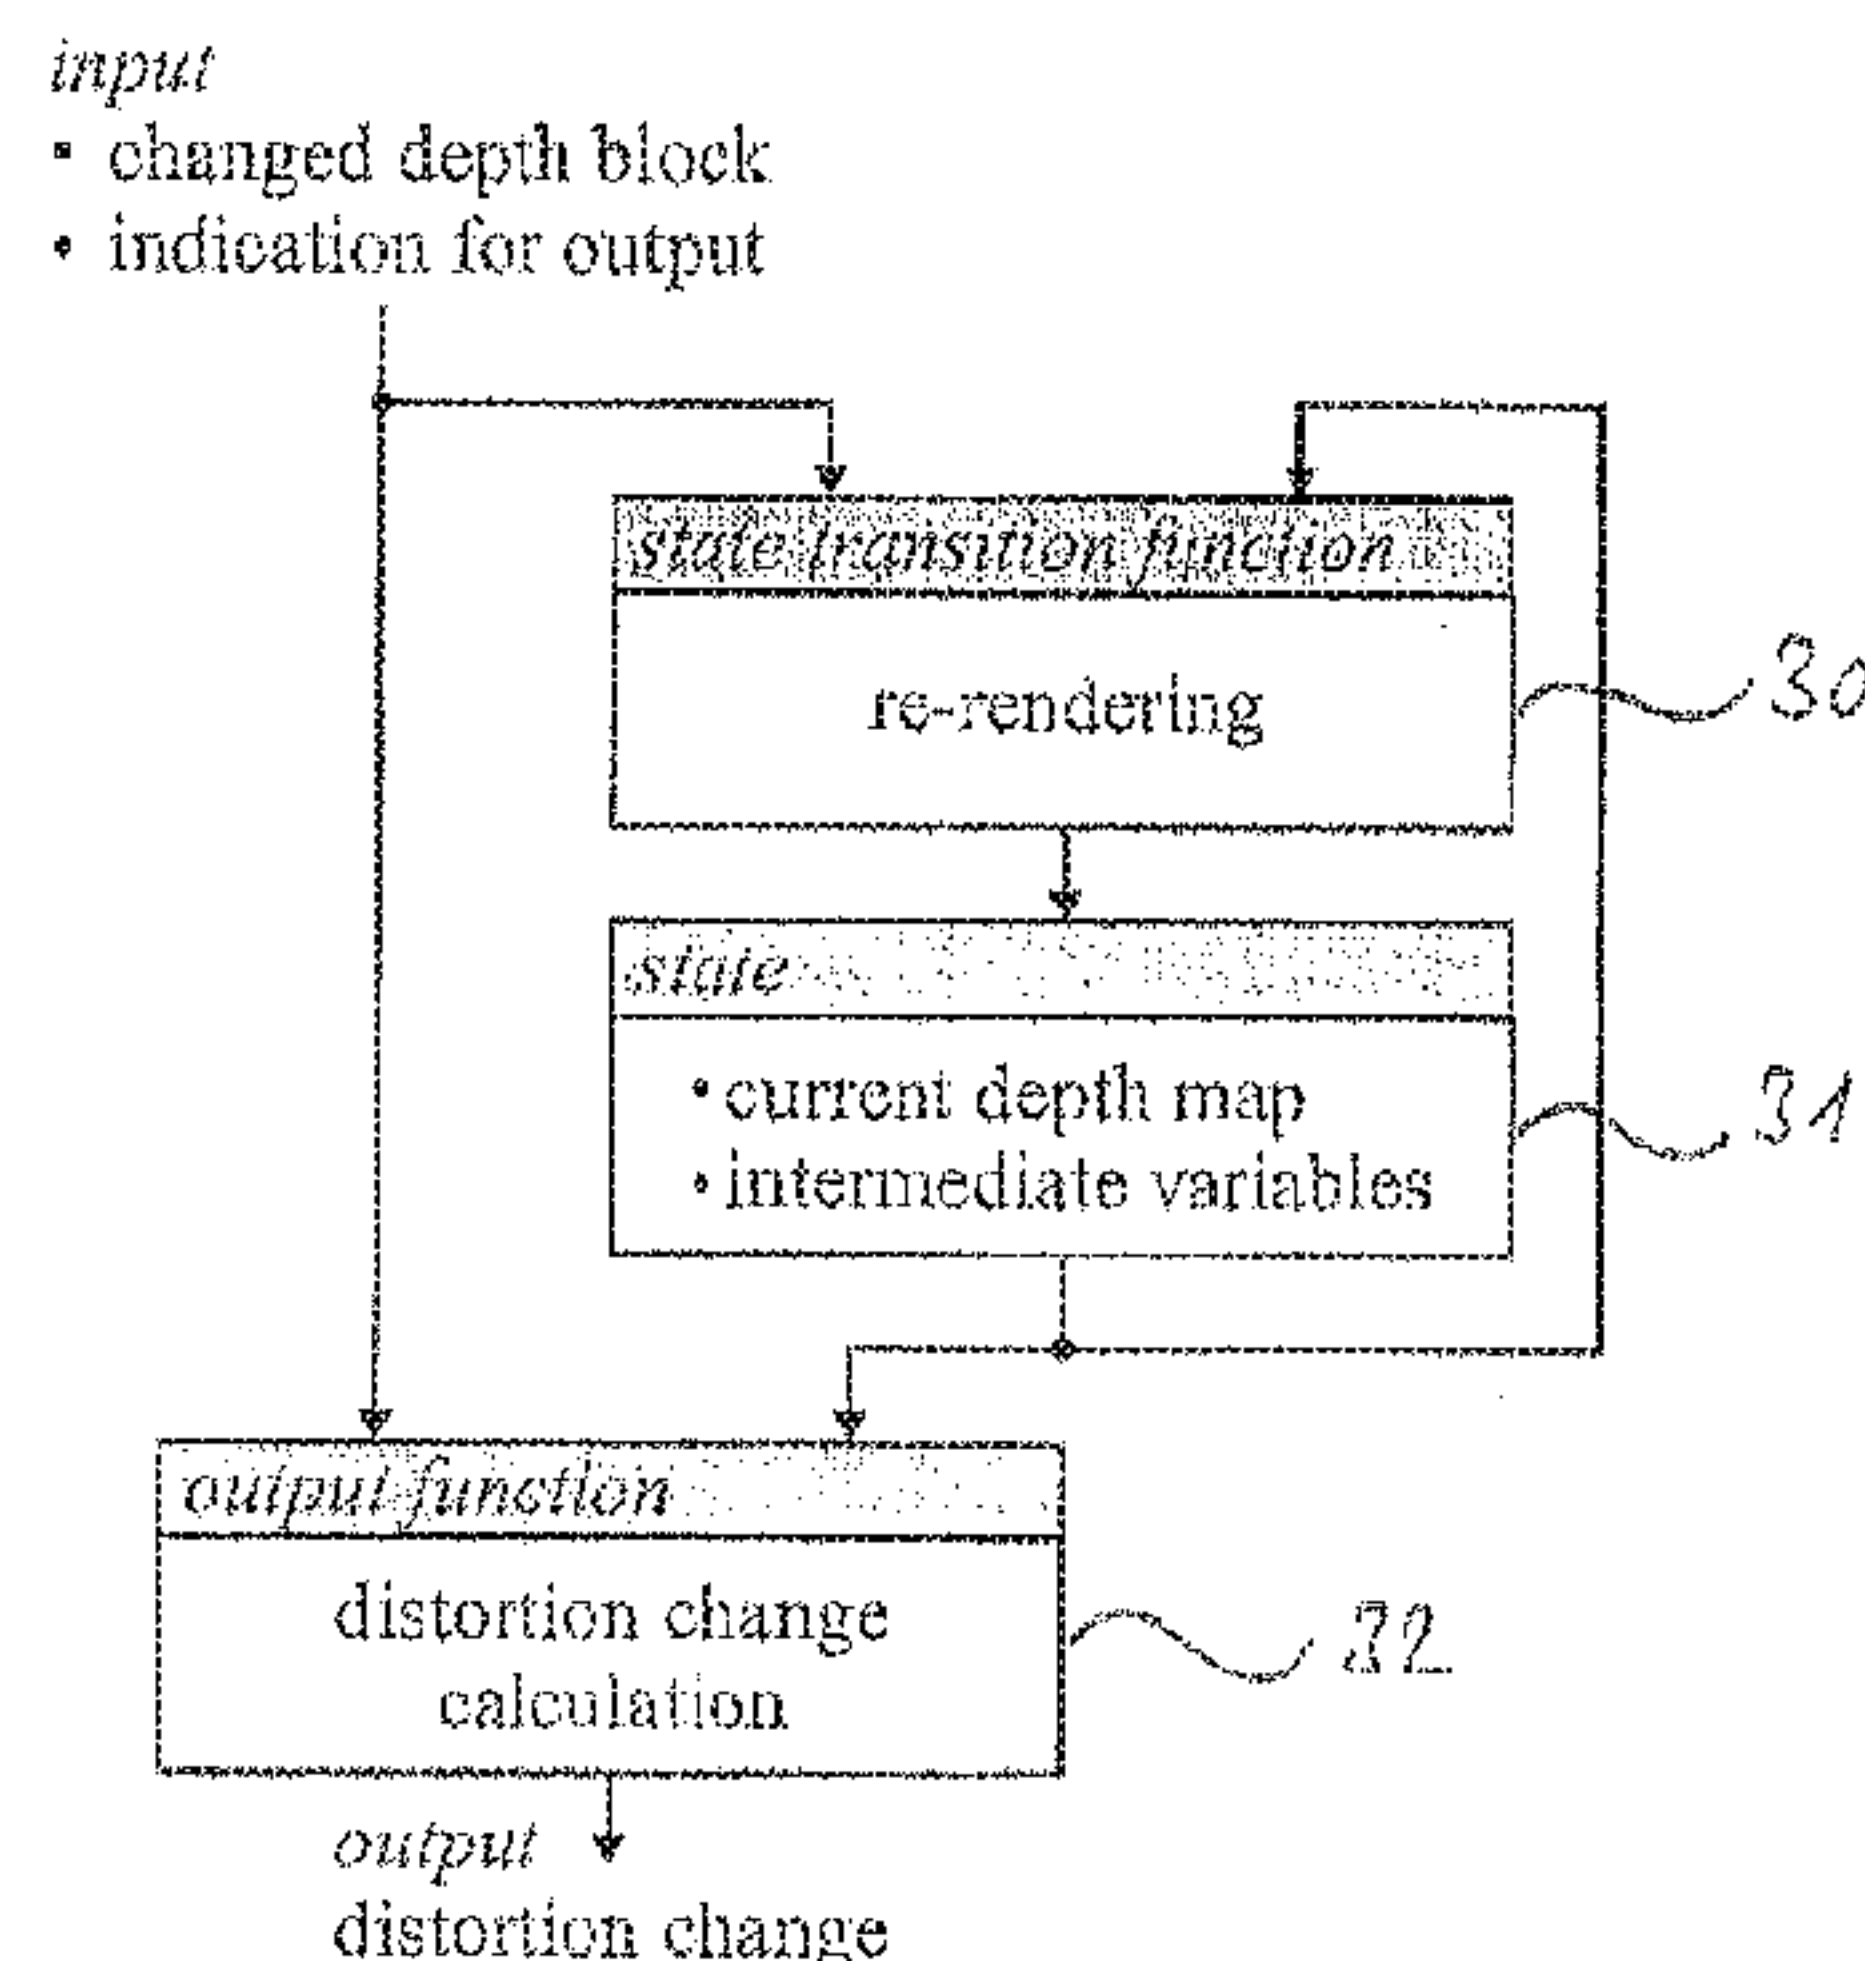 input
▪ changed depth block
• indication for output
state transition function
re-rendering
30
state
• current depth map
• intermediate variables
31
output function
distortion change
calculation
32
output
distortion change